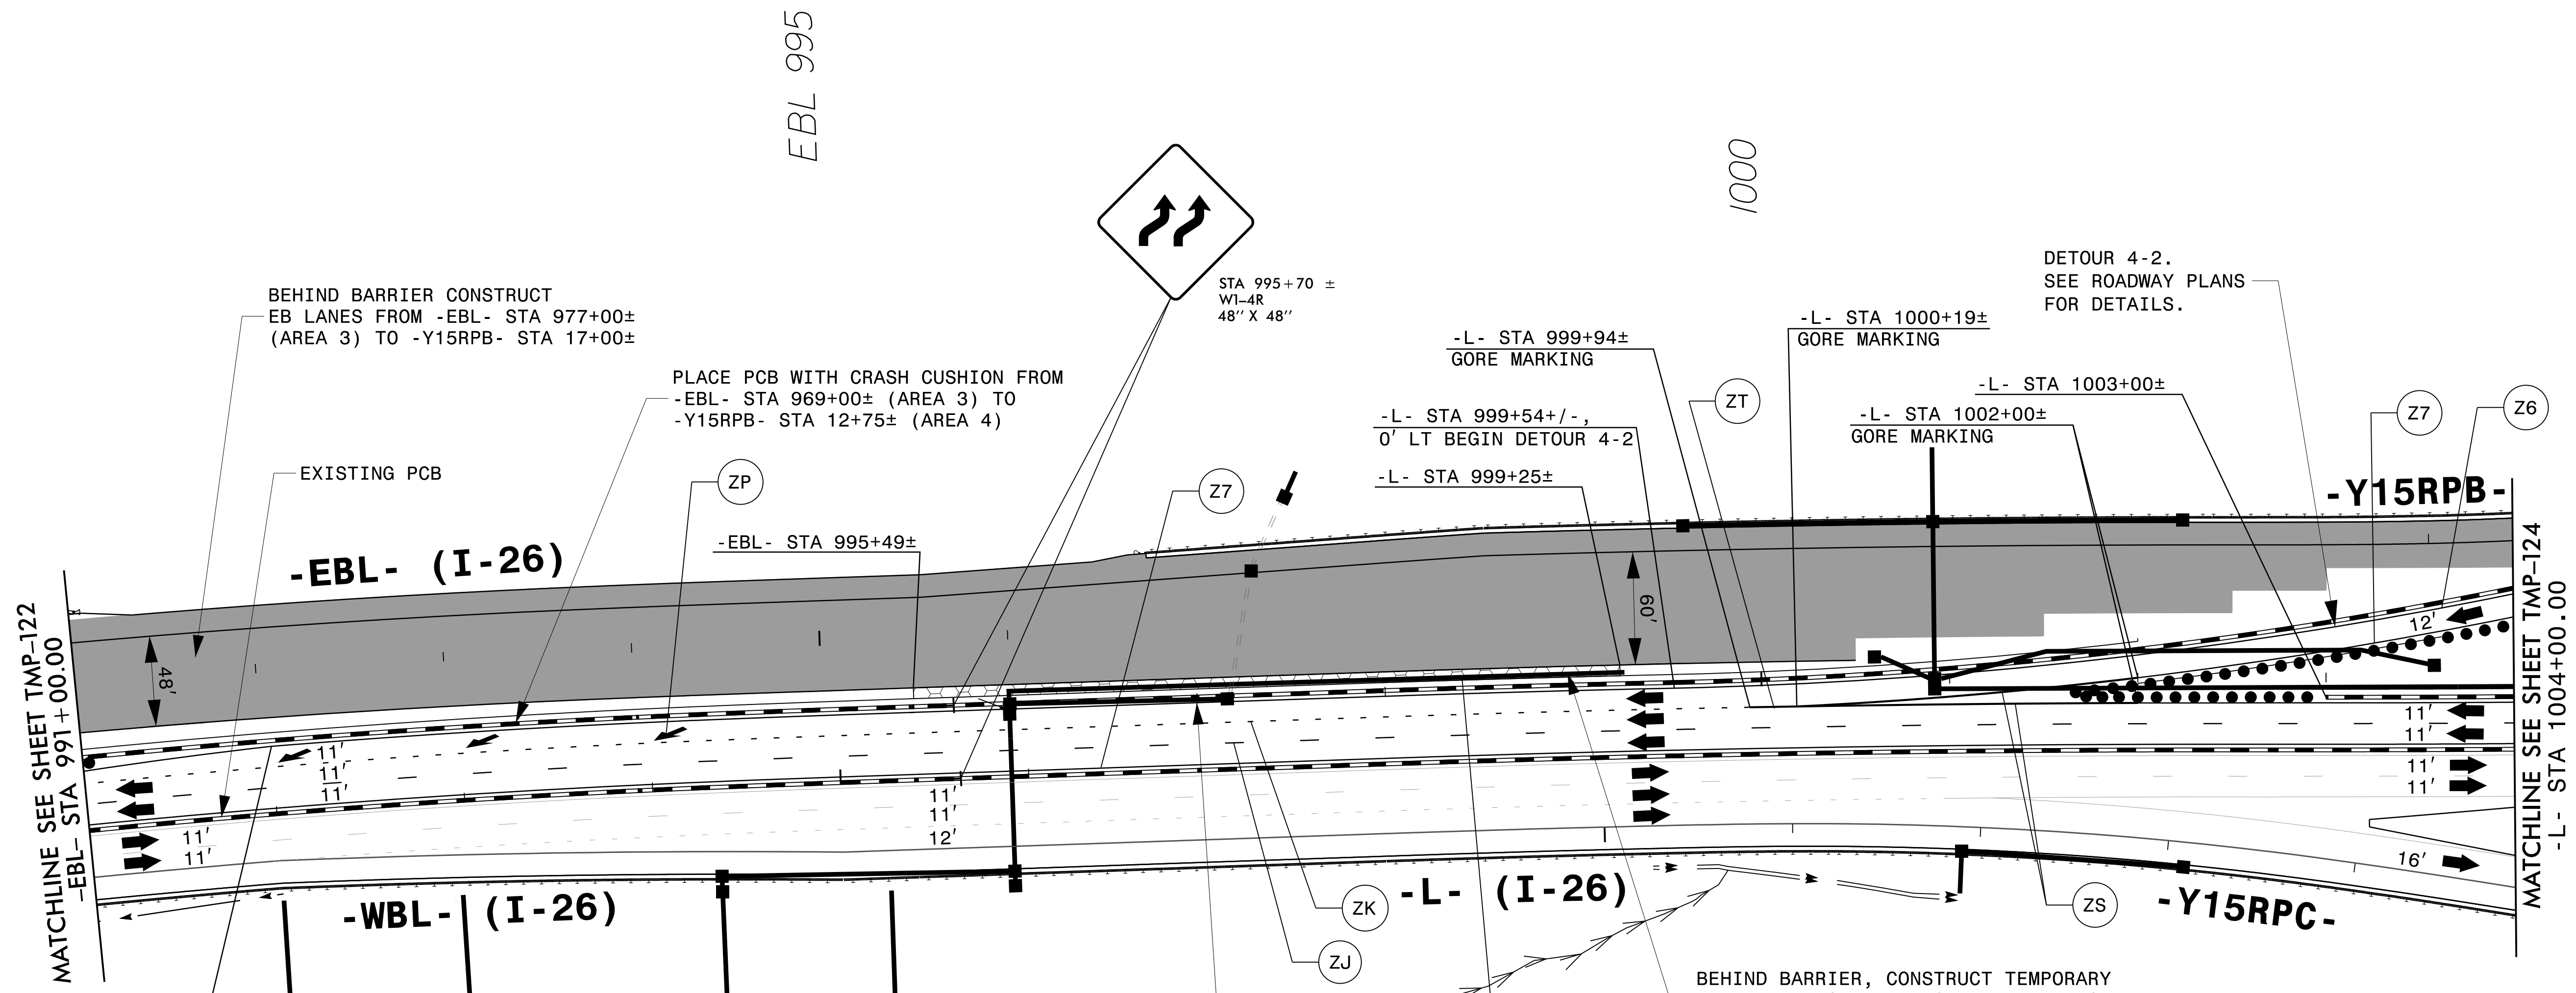 EBL 995
1000
STA 995+70 ±
W1-4R
48'' X 48''
DETOUR 4-2.
SEE ROADWAY PLANS
FOR DETAILS.
BEHIND BARRIER CONSTRUCT
EB LANES FROM -EBL- STA 977+00±
(AREA 3) TO -Y15RPB- STA 17+00±
-L- STA 999+94±
GORE MARKING
-L- STA 1000+19±
GORE MARKING
PLACE PCB WITH CRASH CUSHION FROM
-EBL- STA 969+00± (AREA 3) TO
-Y15RPB- STA 12+75± (AREA 4)
-L- STA 1003+00±
ZT
-L- STA 999+54+/-,
0' LT BEGIN DETOUR 4-2
-L- STA 1002+00±
GORE MARKING
Z7
Z6
EXISTING PCB
ZP
Z7
-L- STA 999+25±
-Y15RPB-
-EBL- STA 995+49±
-EBL- (I-26)
60'
12'
48'
MATCHLINE SEE SHEET TMP-122
-EBL- STA 991+00.00
MATCHLINE SEE SHEET TMP-124
-L- STA 1004+00.00
11'
11'
11'
11'
11'
11'
11'
12'
11'
11'
11'
11'
16'
-WBL- (I-26)
-L- (I-26)
-Y15RPC-
ZK
ZJ
ZS
BEHIND BARRIER, CONSTRUCT TEMPORARY